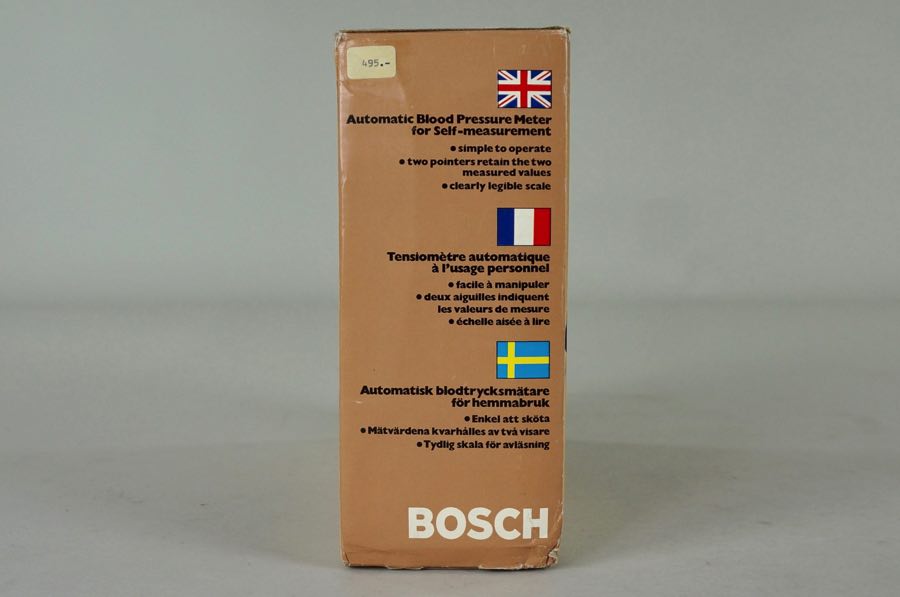 495.-
Automatic Blood Pressure Meter
for Self-measurement
• simple to operate
• two pointers retain the two
measured values
• clearly legible scale
Tensiomètre automatique
à l'usage personnel
• facile à manipuler
• deux aiguilles indiquent
les valeurs de mesure
• échelle aisée à lire
Automatisk blodtrycksmätare
för hemmabruk
• Enkel att sköta
• Mätvärdena kvarhålles av två visare
• Tydlig skala för avläsning
BOSCH